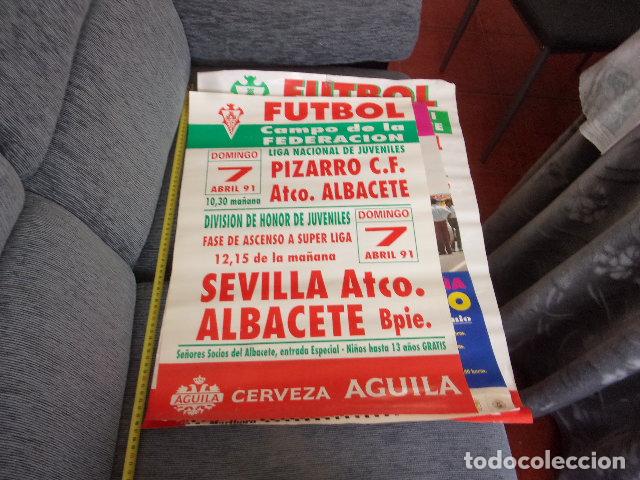 FUTBOL
FUTBOL
Campo de la
FEDERACION
LIGA NACIONAL DE JUVENILES
DOMINGO
7
ABRIL 91
10,30 mañana
PIZARRO C.F.
Atco. ALBACETE
DIVISION DE HONOR DE JUVENILES
FASE DE ASCENSO A SUPER LIGA
12,15 de la mañana
DOMINGO
7
ABRIL 91
SEVILLA Atco.
ALBACETE Bpie.
Señores Socios del Albacete, entrada Especial - Niños hasta 13 años GRATIS
AGUILA
CERVEZA AGUILA
Marlboro
todocoleccion.net